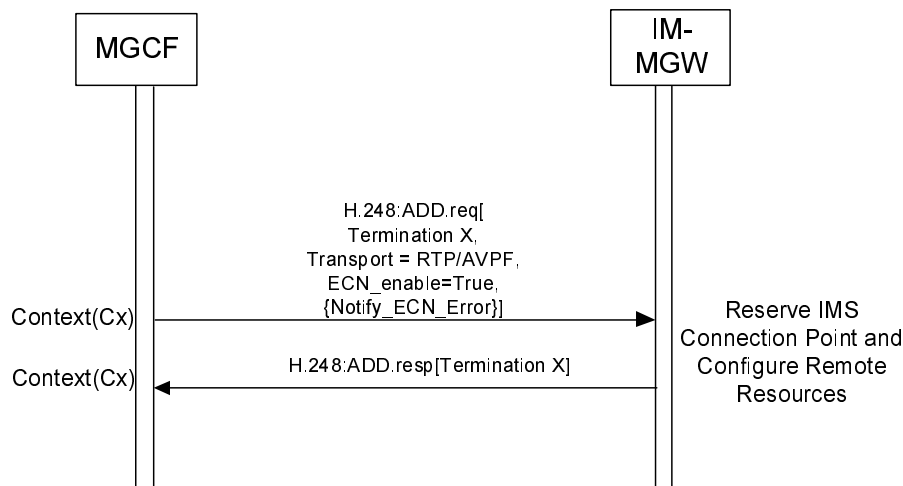 MGCF
IM-
MGW
H.248:ADD.req[
Termination X,
Transport = RTP/AVPF,
ECN_enable=True,
{Notify_ECN_Error}]
Context(Cx)
Reserve IMS
Connection Point and
Configure Remote
Resources
H.248:ADD.resp[Termination X]
Context(Cx)